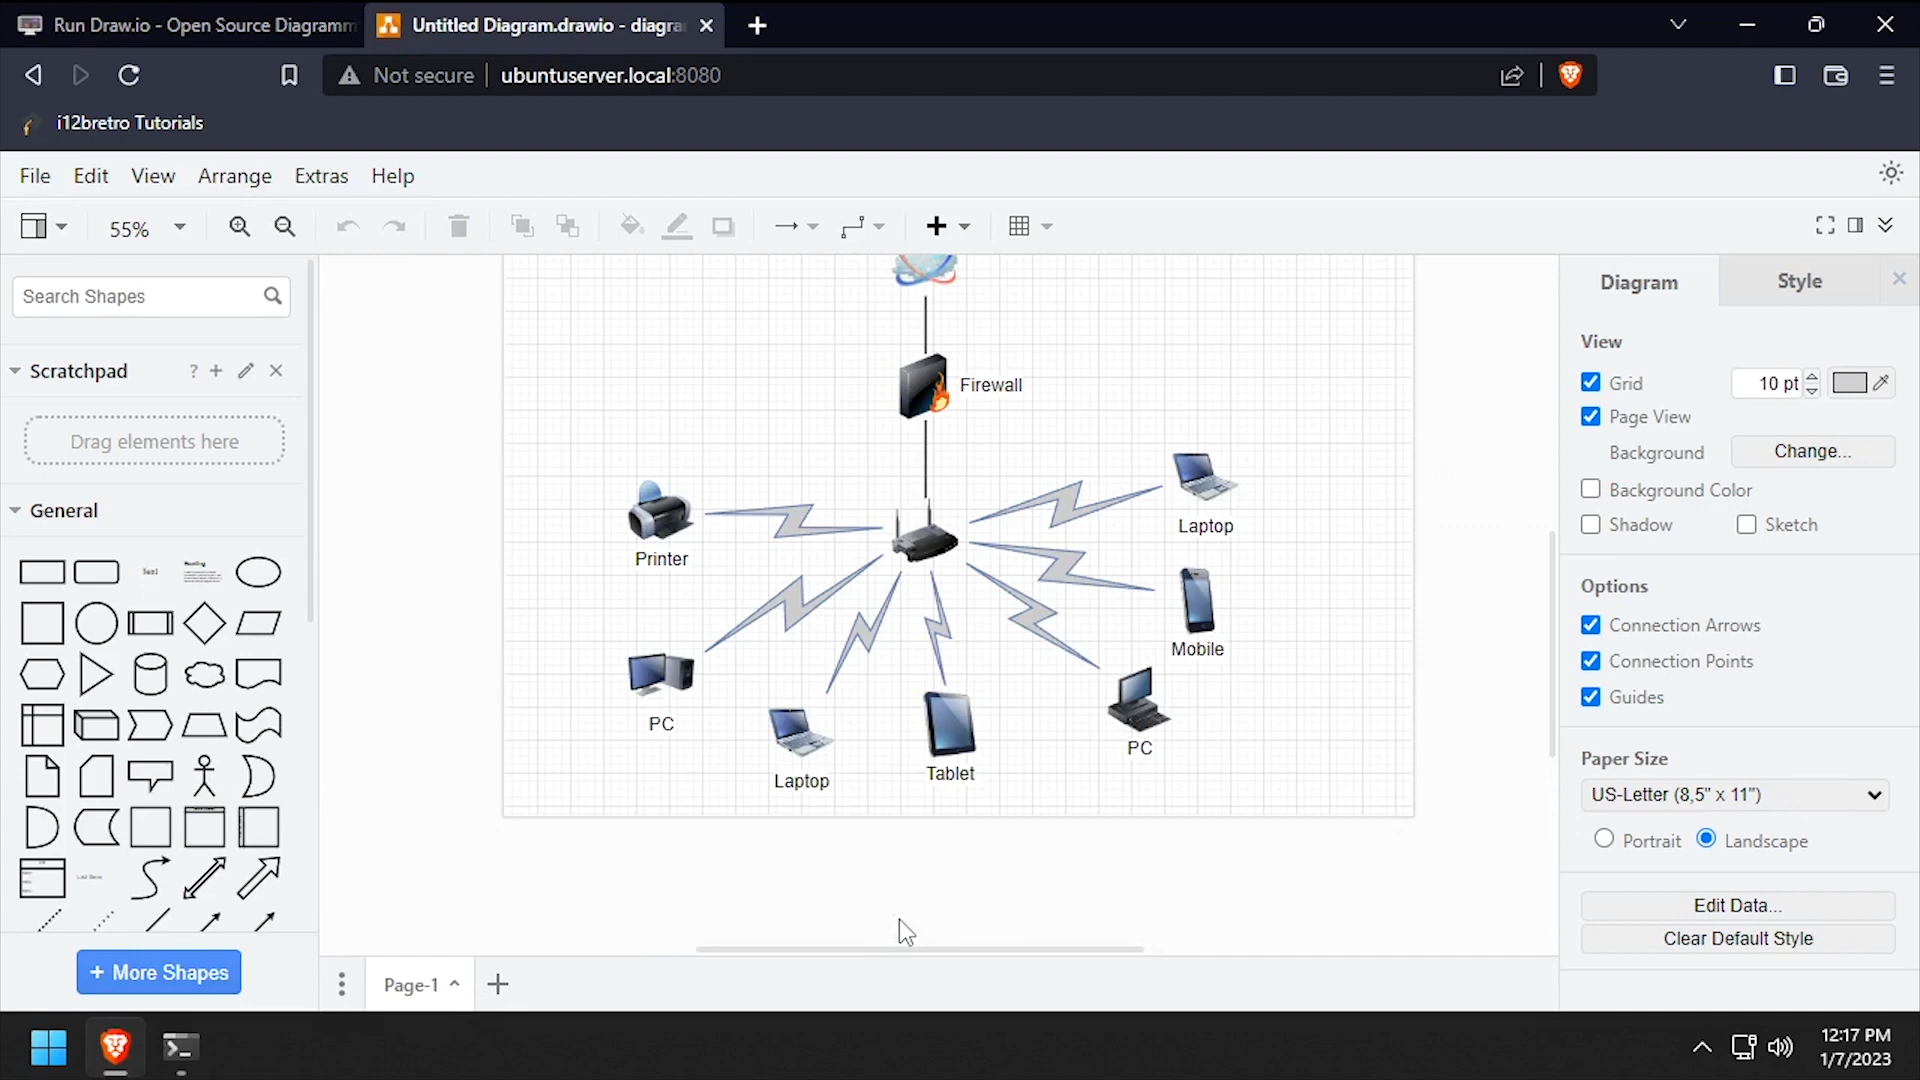 Run Draw.io - Open Source Diagramm
Untitled Diagram.drawio - diagra
Not secure
ubuntuserver.local:8080
i12bretro Tutorials
File Edit View Arrange Extras Help
55%
Search Shapes
Scratchpad
?
Drag elements here
General
Text
Heading
More Shapes
Firewall
Printer
Laptop
Mobile
PC
PC
Laptop
Tablet
Page-1
Diagram
Style
View
Grid
10 pt
Page View
Background
Change...
Background Color
Shadow
Sketch
Options
Connection Arrows
Connection Points
Guides
Paper Size
US-Letter (8,5" x 11")
Portrait
Landscape
Edit Data...
Clear Default Style
12:17 PM
1/7/2023